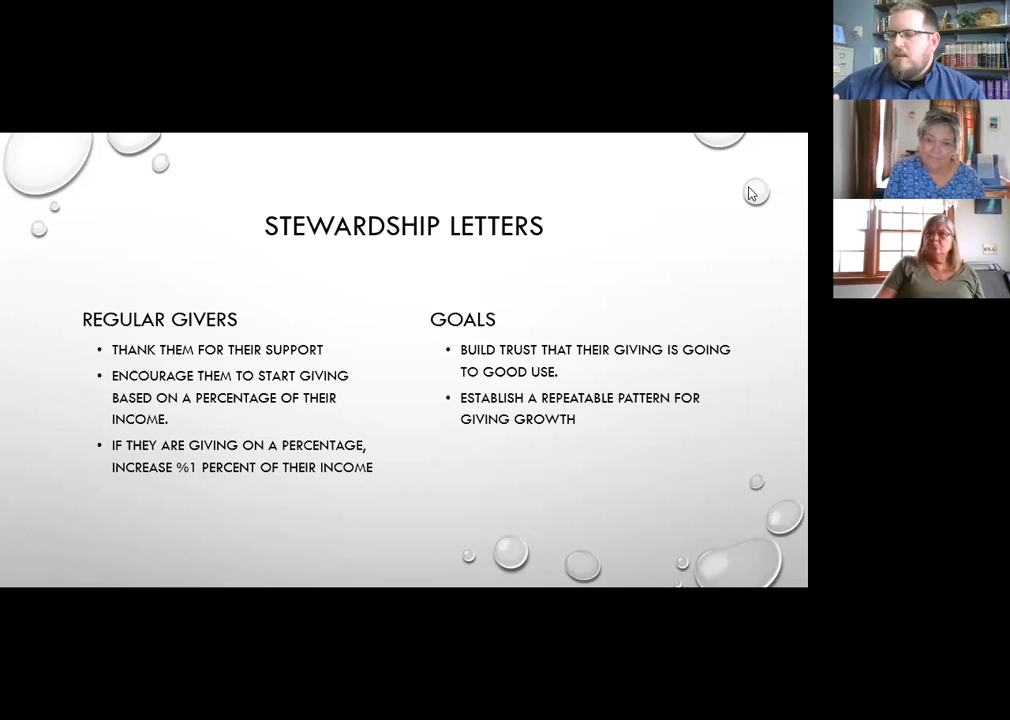 STEWARDSHIP LETTERS
REGULAR GIVERS
• THANK THEM FOR THEIR SUPPORT
• ENCOURAGE THEM TO START GIVING
BASED ON A PERCENTAGE OF THEIR
INCOME.
• IF THEY ARE GIVING ON A PERCENTAGE,
INCREASE %1 PERCENT OF THEIR INCOME
GOALS
• BUILD TRUST THAT THEIR GIVING IS GOING
TO GOOD USE.
• ESTABLISH A REPEATABLE PATTERN FOR
GIVING GROWTH